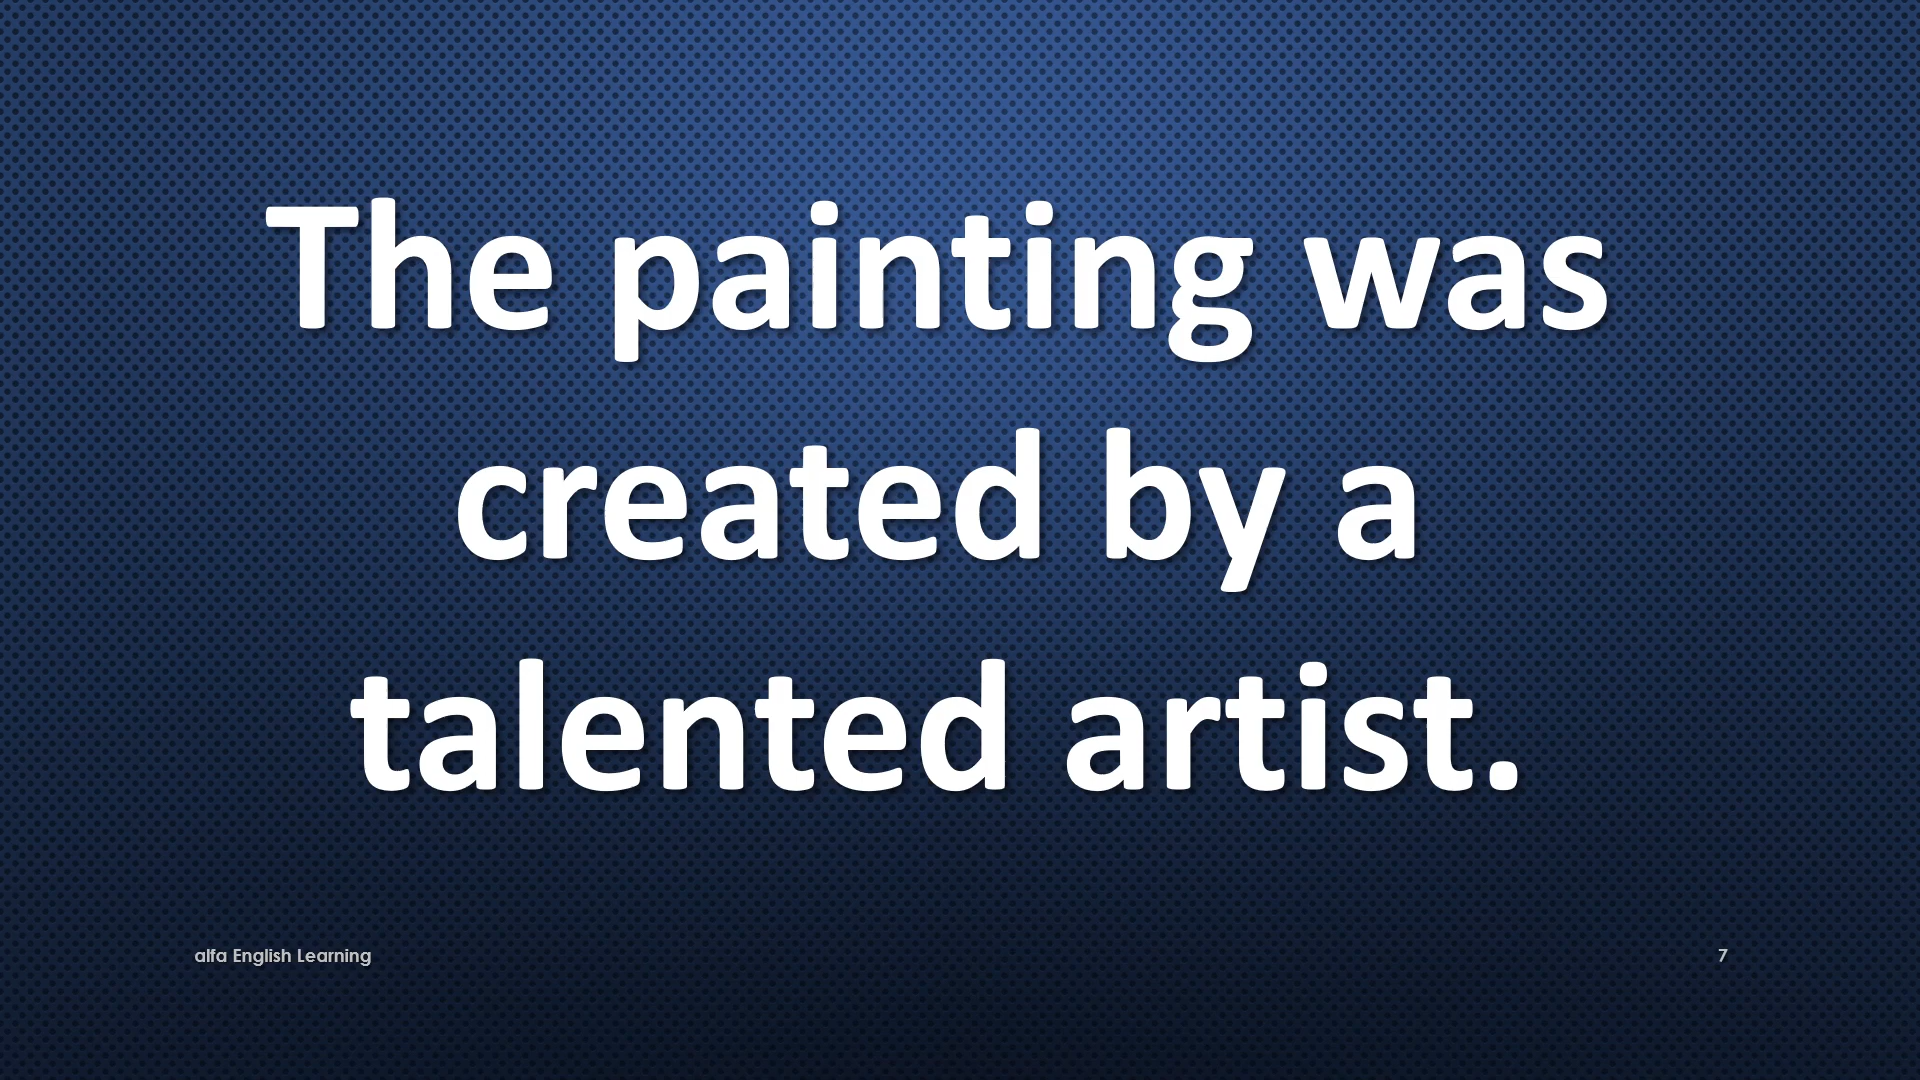 The painting was
created by a
talented artist.
alfa English Learning
7